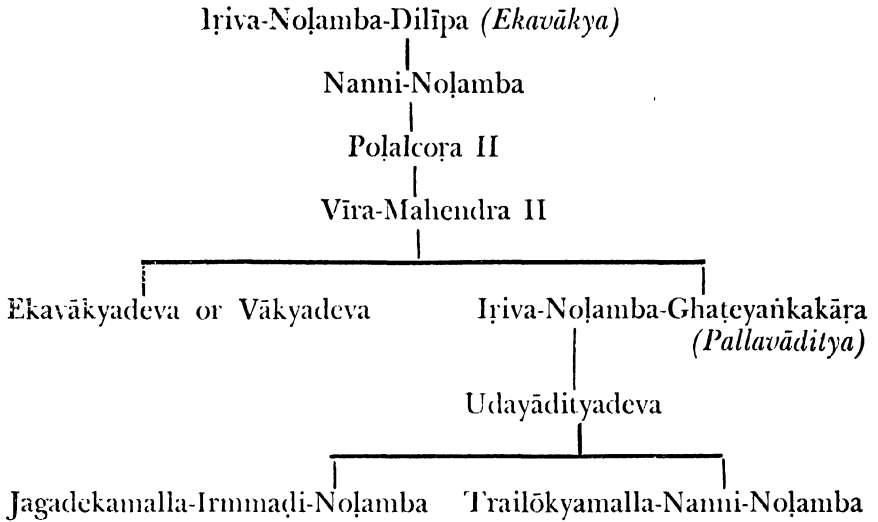 Iṛiva-Noḷamba-Dilīpa (Ekavākya)
Nanni-Noḷamba
Poḷalcoṛa II
Vīra-Mahendra II
Ekavākyadeva or Vākyadeva Iṛiva-Noḷamba-Ghaṭeyaṅkakāṛa
(Pallavāditya)
Udayādityadeva
Jagadekamalla-Irmmaḍi-Noḷamba Trailōkyamalla-Nanni-Noḷamba